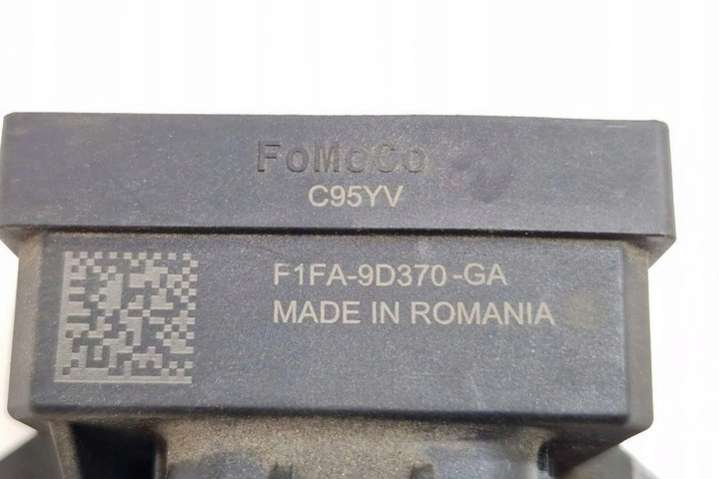 FoMoCo
C95YV
F1FA-9D370-GA
MADE IN ROMANIA